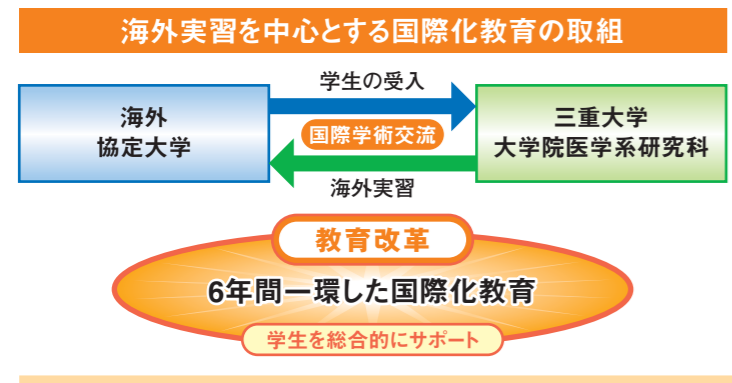 海外実習を中心とする国際化教育の取組
学生の受入
海外
協定大学
国際学術交流
三重大学
大学院医学系研究科
海外実習
教育改革
6年間一環した国際化教育
学生を総合的にサポート